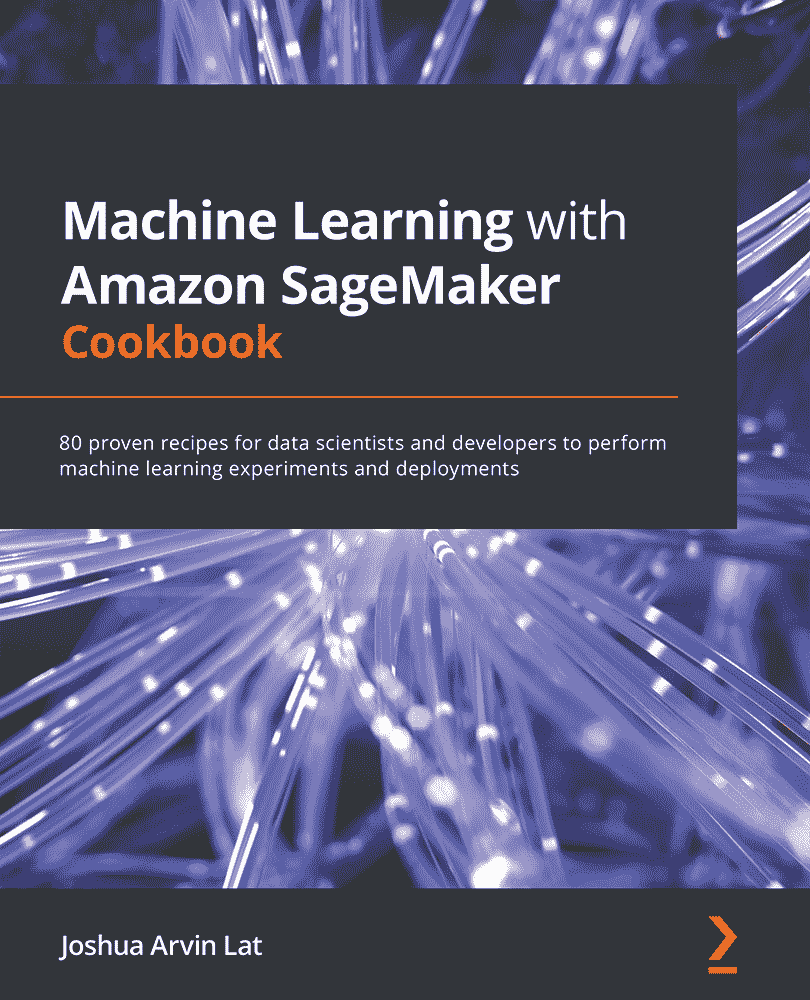 Machine Learning with
Amazon SageMaker
Cookbook
80 proven recipes for data scientists and developers to perform
machine learning experiments and deployments
Joshua Arvin Lat